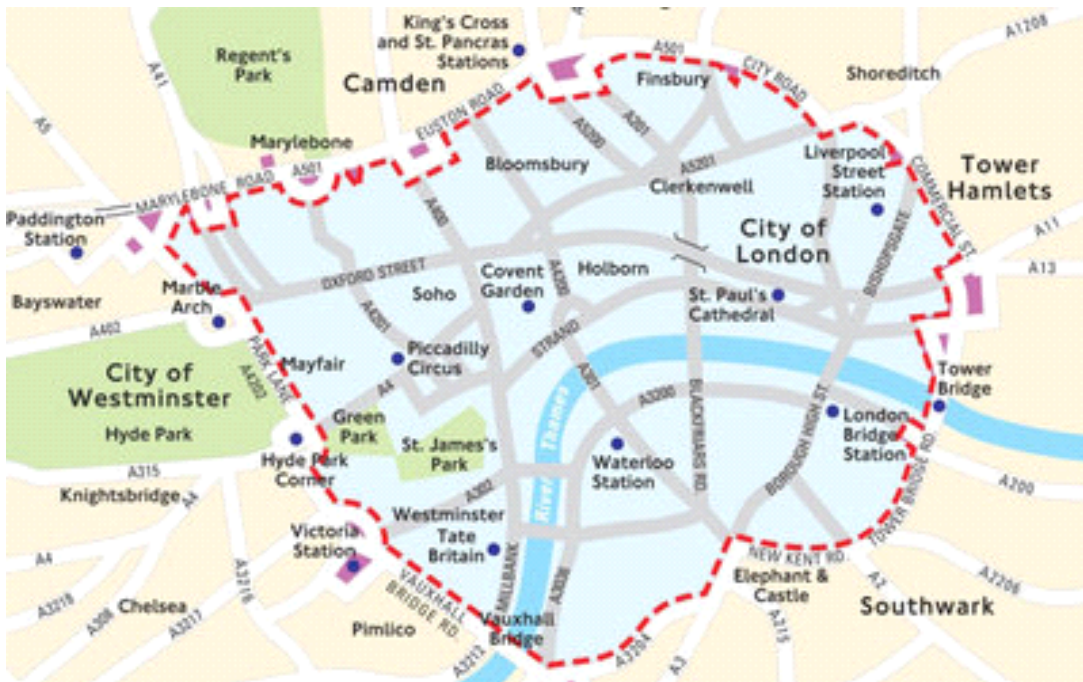 King's Cross
and St. Pancras
Stations
A501
A1208
A41
Regent's
Park
Camden
Finsbury
CITY ROAD
Shoreditch
A5
EUSTON ROAD
A5200
A201
Marylebone
A501
Bloomsbury
A5201
Clerkenwell
Liverpool
Street
Station
COMMERCIAL ST.
Tower
Hamlets
MARYLEBONE ROAD
A400
Paddington
Station
City of
London
BISHOPSGATE
A11
A13
OXFORD STREET
Covent
Garden
A4200
Holborn
Bayswater
Marble
Arch
Soho
St. Paul's
Cathedral
A402
A4201
STRAND
PARK LANE
A4202
Mayfair
Piccadilly
Circus
City of
Westminster
A4
A301
A3200
BLACKFRIARS RD.
Tower
Bridge
Hyde Park
Green
Park
St. James's
Park
River Thames
BOROUGH HIGH ST.
London
Bridge
Station
Hyde Park
Corner
A315
Knightsbridge
A4
Waterloo
Station
TOWER BRIDGE RD.
A200
A302
Victoria
Station
Westminster
Tate
Britain
MILLBANK
A3036
NEW KENT RD.
A4
A3216
VAUXHALL
BRIDGE RD.
Elephant &
Castle
A2
A2206
A3218
A308
Chelsea
A3217
Pimlico
Vauxhall
Bridge
Southwark
A3212
A3204
A3
A215